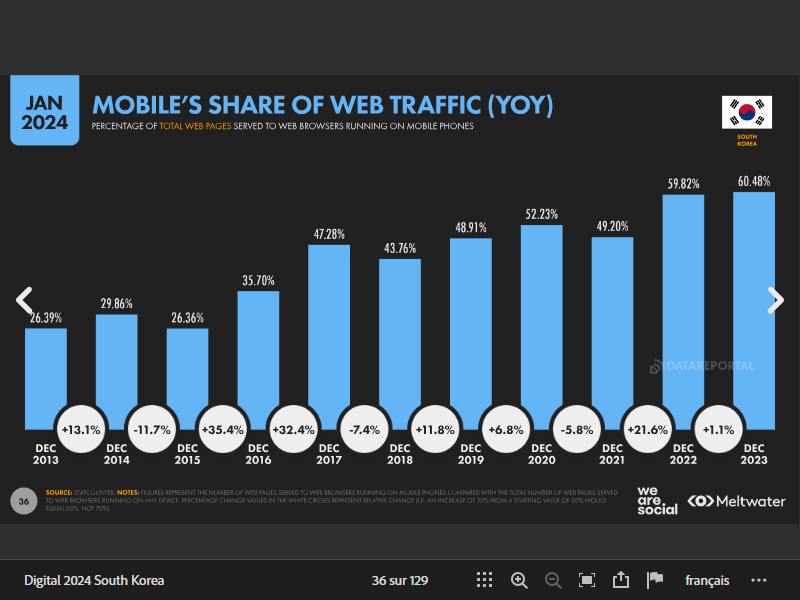 JAN
2024
MOBILE'S SHARE OF WEB TRAFFIC (YOY)
PERCENTAGE OF TOTAL WEB PAGES SERVED TO WEB BROWSERS RUNNING ON MOBILE PHONES
SOUTH
KOREA
26.39%
29.86%
26.36%
35.70%
47.28%
43.76%
48.91%
52.23%
49.20%
59.82%
60.48%
DATAREPORTAL
+13.1%
-11.7%
+35.4%
+32.4%
-7.4%
+11.8%
+6.8%
-5.8%
+21.6%
+1.1%
DEC
2013
DEC
2014
DEC
2015
DEC
2016
DEC
2017
DEC
2018
DEC
2019
DEC
2020
DEC
2021
DEC
2022
DEC
2023
36
SOURCE: STATCOUNTER. NOTES: FIGURES REPRESENT THE NUMBER OF WEB PAGES SERVED TO WEB BROWSERS RUNNING ON MOBILE PHONES COMPARED WITH THE TOTAL NUMBER OF WEB PAGES SERVED
TO WEB BROWSERS RUNNING ON ANY DEVICE. PERCENTAGE CHANGE VALUES IN THE WHITE CIRCLES REPRESENT RELATIVE CHANGE (I.E. AN INCREASE OF 20% FROM A STARTING VALUE OF 50% WOULD
EQUAL 60%, NOT 70%).
we
are.
social
Meltwater
Digital 2024 South Korea
36 sur 129
français